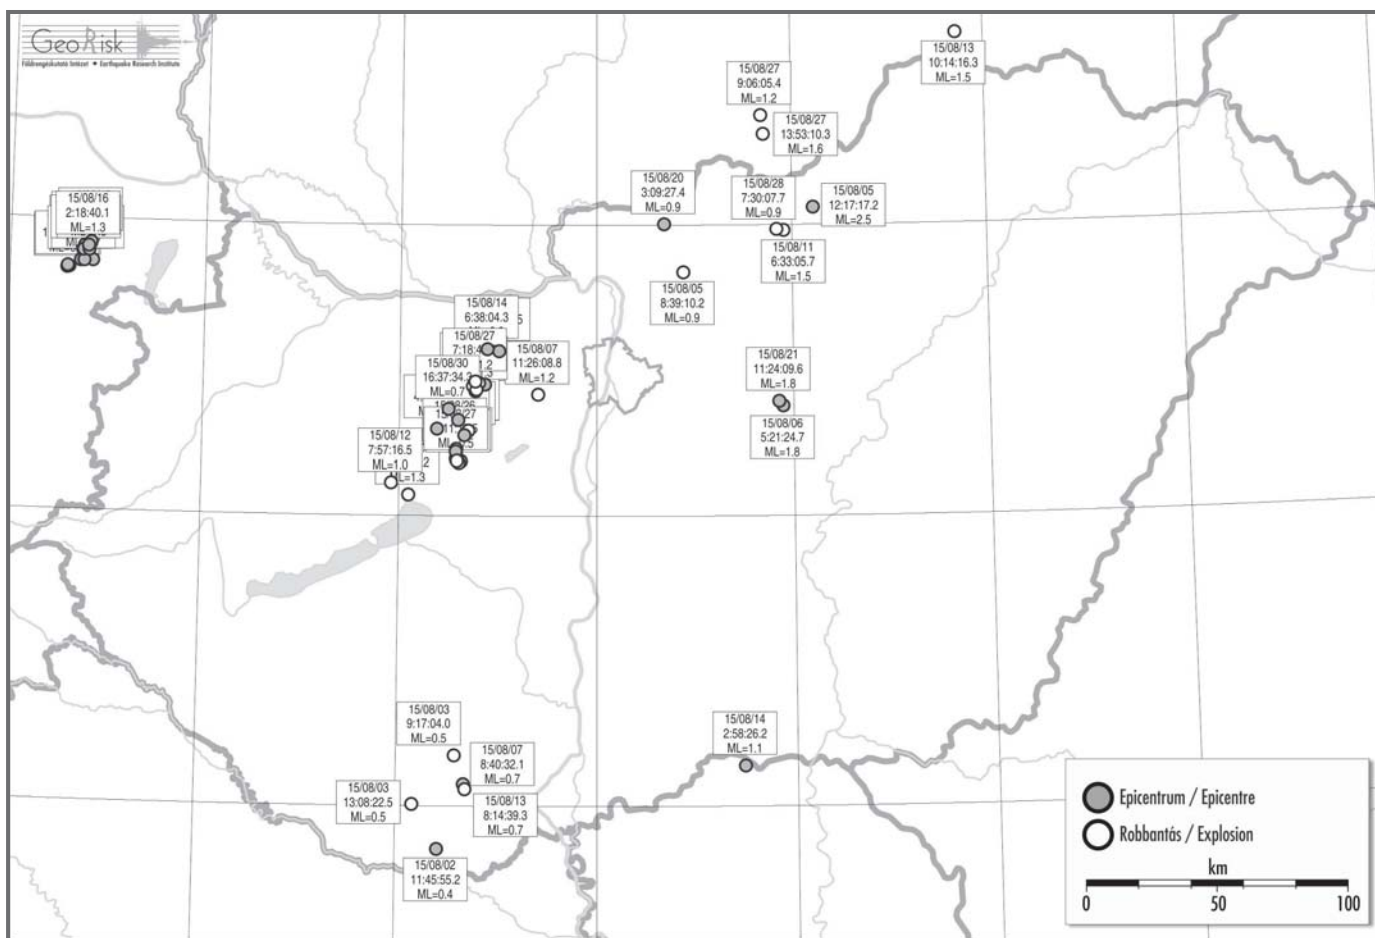 GeoRisk
Földrengéskutató Intézet • Earthquake Research Institute
15/08/13
10:14:16.3
ML=1.5
15/08/27
9:06:05.4
ML=1.2
15/08/27
13:53:10.3
ML=1.6
15/08/20
3:09:27.4
ML=0.9
15/08/28
7:30:07.7
ML=0.9
15/08/05
12:17:17.2
ML=2.5
15/08/16
2:18:40.1
ML=1.3
15/08/11
6:33:05.7
ML=1.5
15/08/05
8:39:10.2
ML=0.9
15/08/14
6:38:04.3
15/08/27
7:18:4
15/08/07
11:26:08.8
ML=1.2
15/08/30
16:37:34.3
ML=0.7
15/08/21
11:24:09.6
ML=1.8
15/08/06
5:21:24.7
ML=1.8
15/08/12
7:57:16.5
ML=1.0
ML=1.3
15/08/03
9:17:04.0
ML=0.5
15/08/07
8:40:32.1
ML=0.7
15/08/03
13:08:22.5
ML=0.5
15/08/13
8:14:39.3
ML=0.7
15/08/02
11:45:55.2
ML=0.4
15/08/14
2:58:26.2
ML=1.1
Epicentrum / Epicentre
Robbantás / Explosion
km
0 50 100